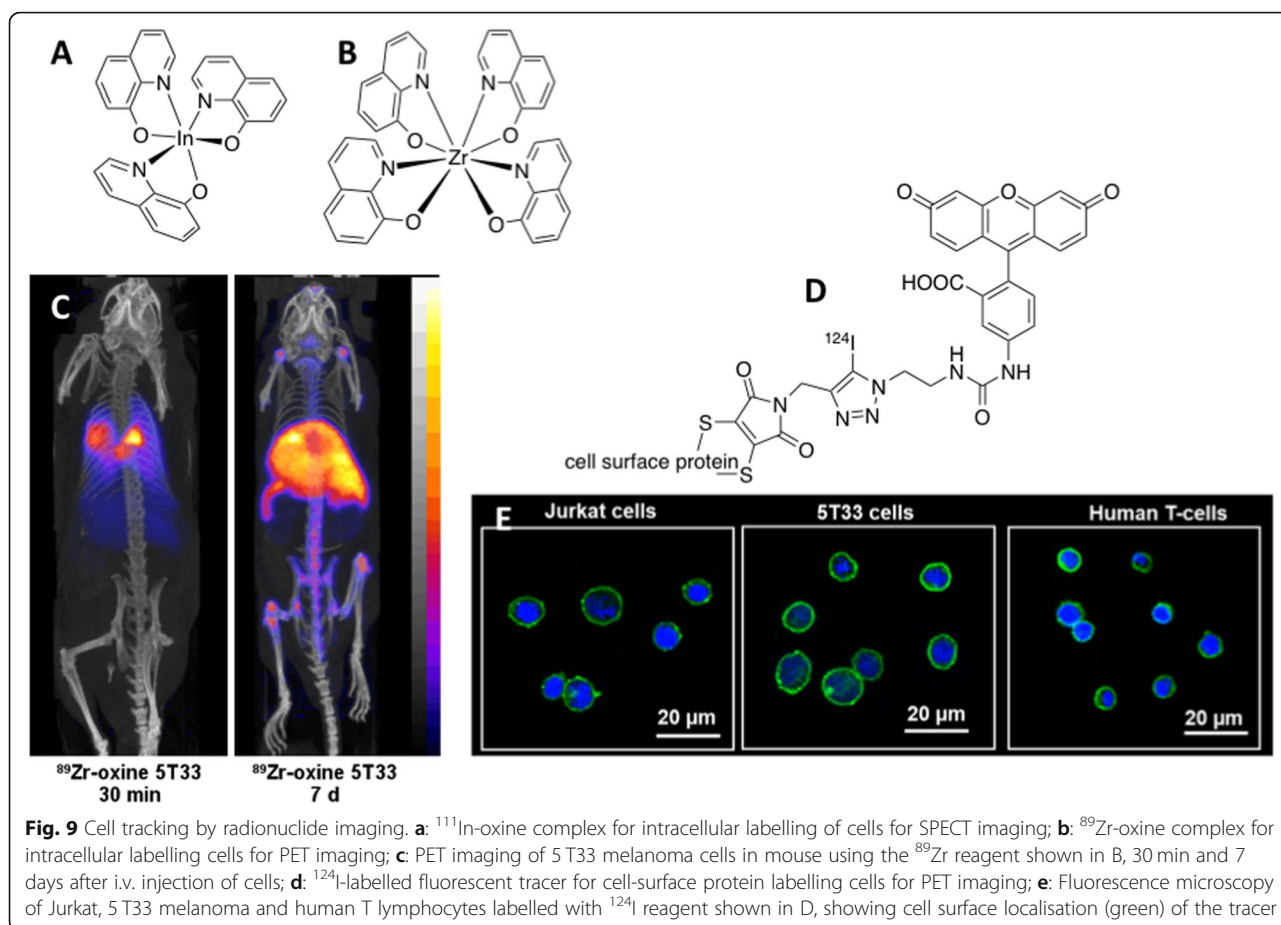 A
B
N
N
O
In
O
N
O
N
N
O
O
N
Zr
N
O
O
C
⁸⁹Zr-oxine 5T33
30 min
⁸⁹Zr-oxine 5T33
7 d
D
O
O
O
HOOC
¹²⁴I
H
N
NH
O
N
N=N
O
N
O
S
S
cell surface protein
E
Jurkat cells
5T33 cells
Human T-cells
20 µm
20 µm
20 µm
Fig. 9 Cell tracking by radionuclide imaging. a: ¹¹¹In-oxine complex for intracellular labelling of cells for SPECT imaging; b: ⁸⁹Zr-oxine complex for
intracellular labelling cells for PET imaging; c: PET imaging of 5 T33 melanoma cells in mouse using the ⁸⁹Zr reagent shown in B, 30 min and 7
days after i.v. injection of cells; d: ¹²⁴I-labelled fluorescent tracer for cell-surface protein labelling cells for PET imaging; e: Fluorescence microscopy
of Jurkat, 5 T33 melanoma and human T lymphocytes labelled with ¹²⁴I reagent shown in D, showing cell surface localisation (green) of the tracer